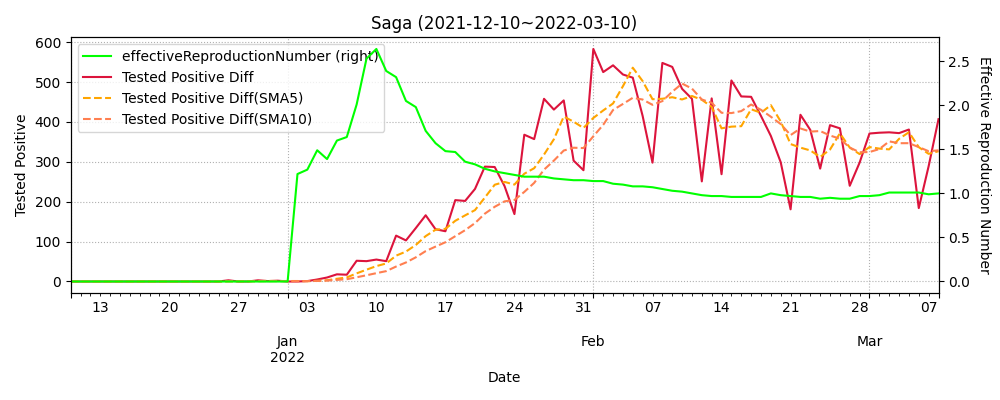 Saga (2021-12-10~2022-03-10)
effectiveReproductionNumber (right)
Tested Positive Diff
Tested Positive Diff(SMA5)
Tested Positive Diff(SMA10)
Tested Positive
600
500
400
300
200
100
0
2.5
2.0
1.5
1.0
0.5
0.0
Effective Reproduction Number
13 20 27 03 10 17 24 31 07 14 21 28 07
Jan Feb Mar
2022
Date